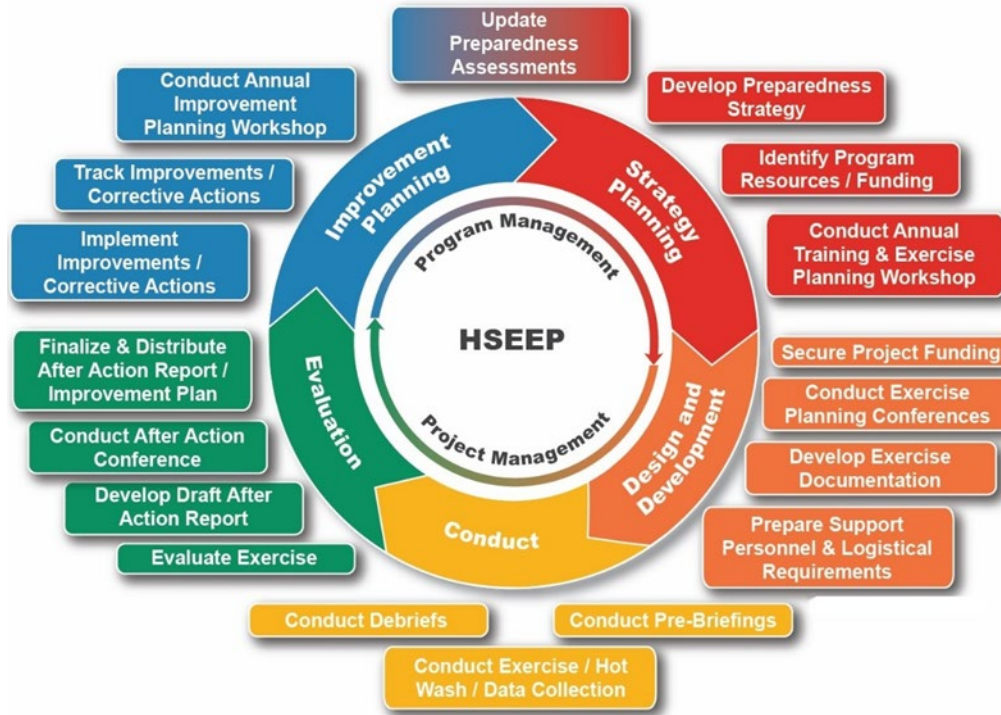 Update
Preparedness
Assessments
Develop Preparedness
Strategy
Identify Program
Resources / Funding
Conduct Annual
Training & Exercise
Planning Workshop
Secure Project Funding
Conduct Exercise
Planning Conferences
Develop Exercise
Documentation
Prepare Support
Personnel & Logistical
Requirements
Conduct Pre-Briefings
Conduct Exercise / Hot
Wash / Data Collection
Conduct Debriefs
Evaluate Exercise
Develop Draft After
Action Report
Conduct After Action
Conference
Finalize & Distribute
After Action Report /
Improvement Plan
Implement
Improvements /
Corrective Actions
Track Improvements /
Corrective Actions
Conduct Annual
Improvement
Planning Workshop
Strategy
Planning
Design and
Development
Conduct
Evaluation
Improvement
Planning
Program Management
HSEEP
Project Management